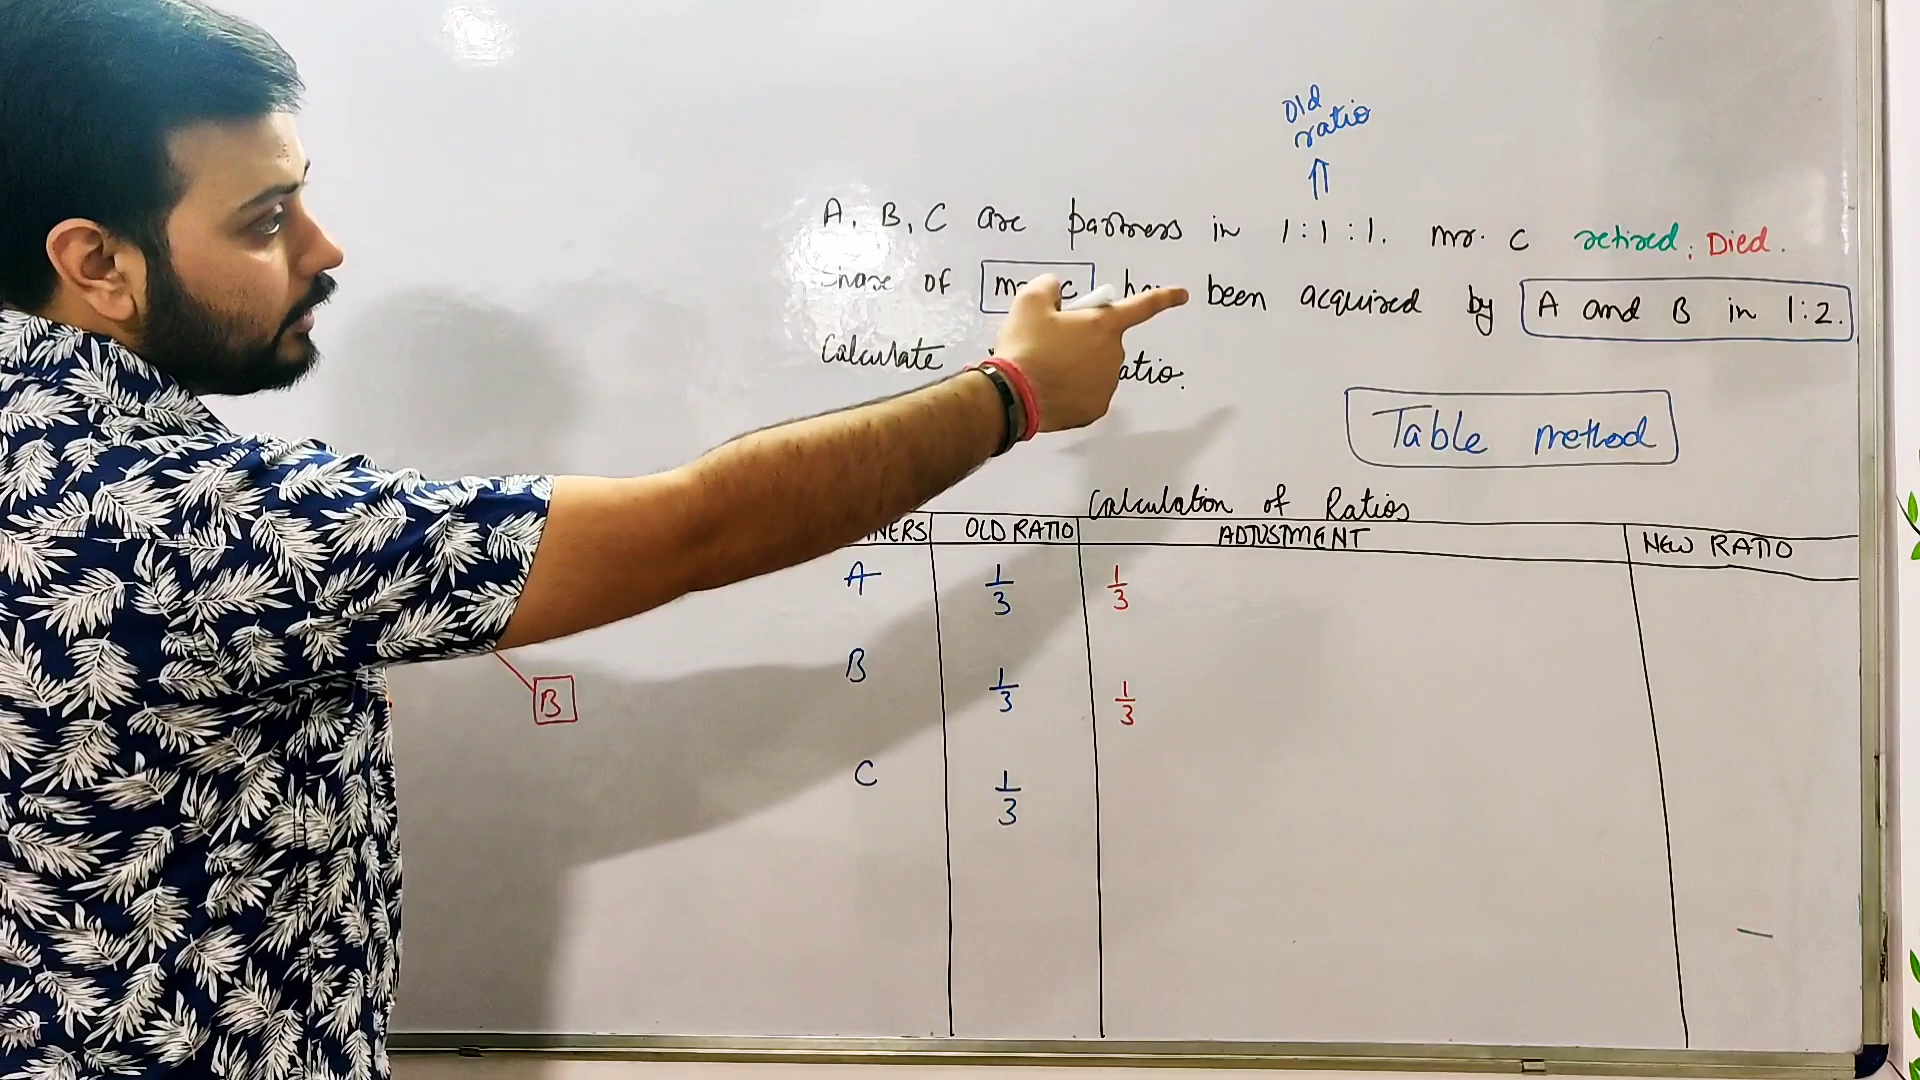 old
ratio
⇑
A, B, C are partners in 1:1:1. mr. C retired; Died.
Share of been acquired by A and B in 1:2.
Calculate
Table method
Calculation of Ratios
OLD RATIO ADJUSTMENT NEW RATIO
A 1/3 1/3
B 1/3 1/3
C 1/3
B